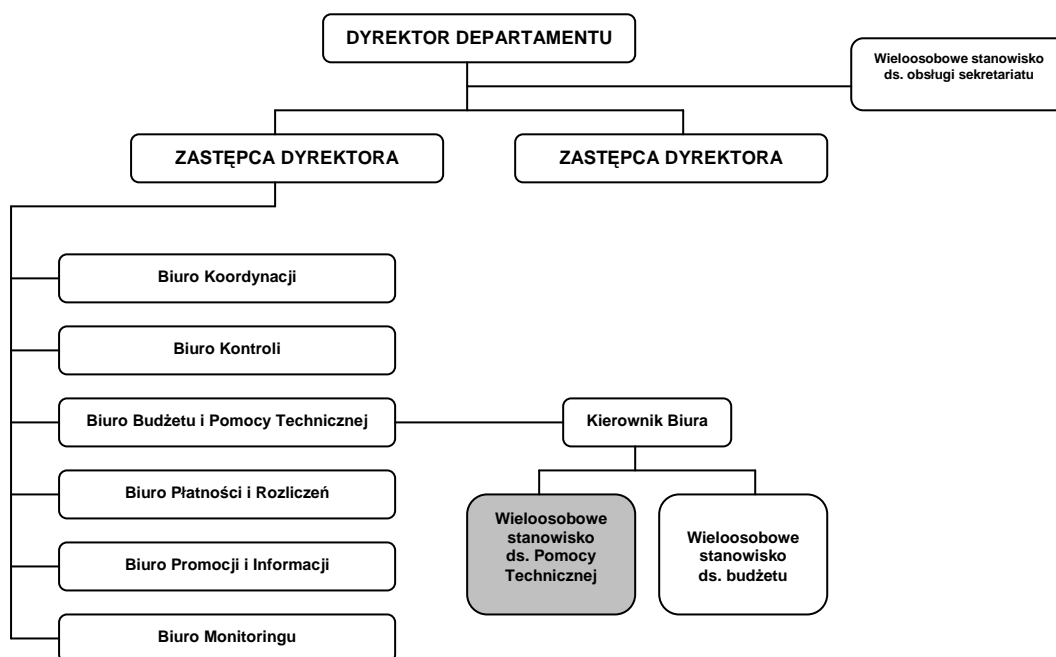 DYREKTOR DEPARTAMENTU
Wieloosobowe stanowisko
ds. obsługi sekretariatu
ZASTĘPCA DYREKTORA
ZASTĘPCA DYREKTORA
Biuro Koordynacji
Biuro Kontroli
Biuro Budżetu i Pomocy Technicznej
Kierownik Biura
Biuro Płatności i Rozliczeń
Wieloosobowe
stanowisko
ds. Pomocy
Technicznej
Wieloosobowe
stanowisko
ds. budżetu
Biuro Promocji i Informacji
Biuro Monitoringu